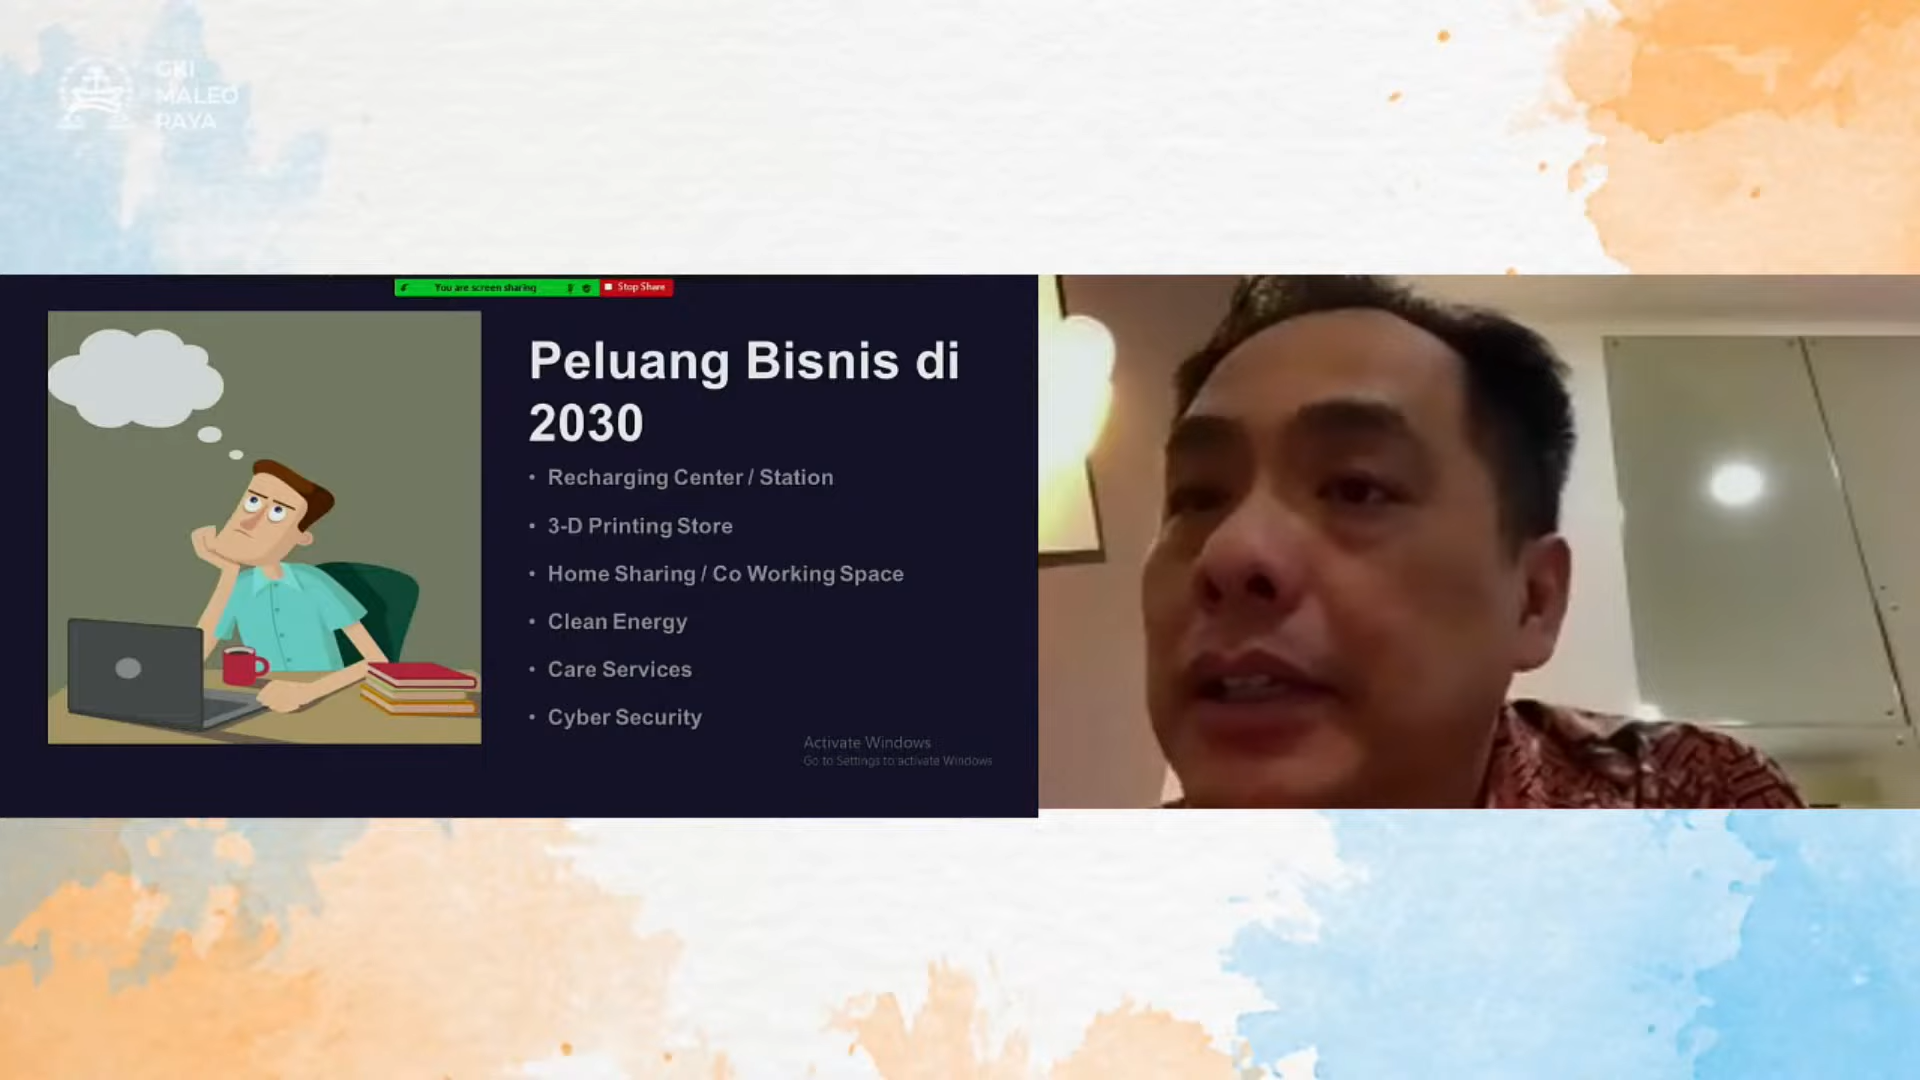 GKI
MALEO
RAYA
You are screen sharing
Stop Share
Peluang Bisnis di
2030
• Recharging Center / Station
• 3-D Printing Store
• Home Sharing / Co Working Space
• Clean Energy
• Care Services
• Cyber Security
Activate Windows
Go to Settings to activate Windows